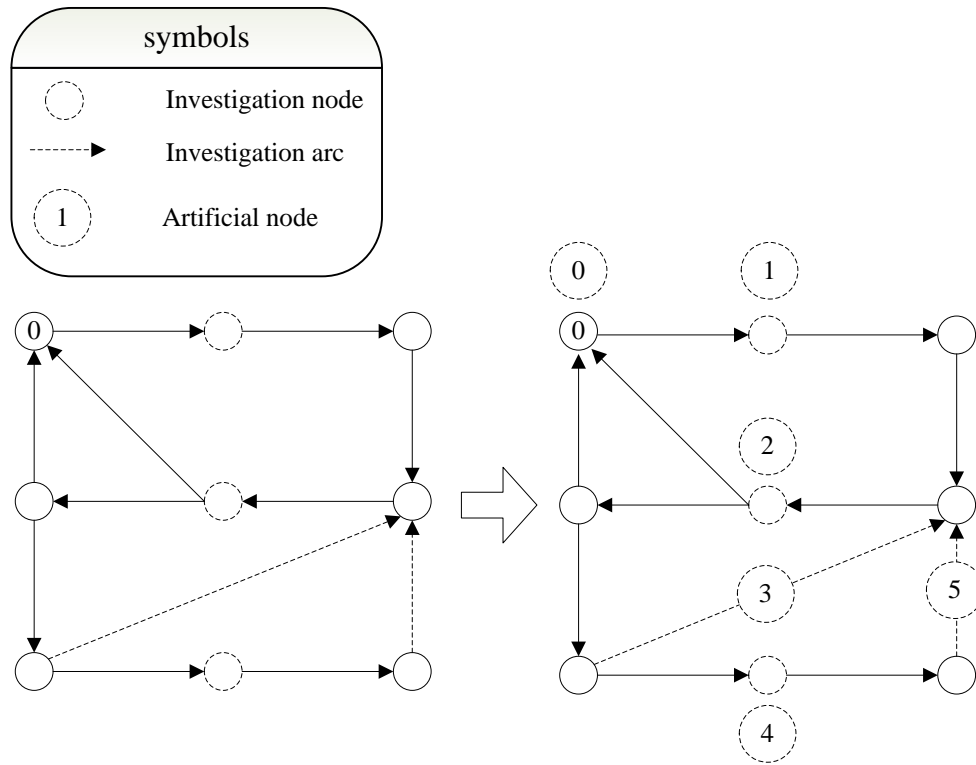 symbols
Investigation node
Investigation arc
1 Artificial node
0 1
0 0
2
3 5
4